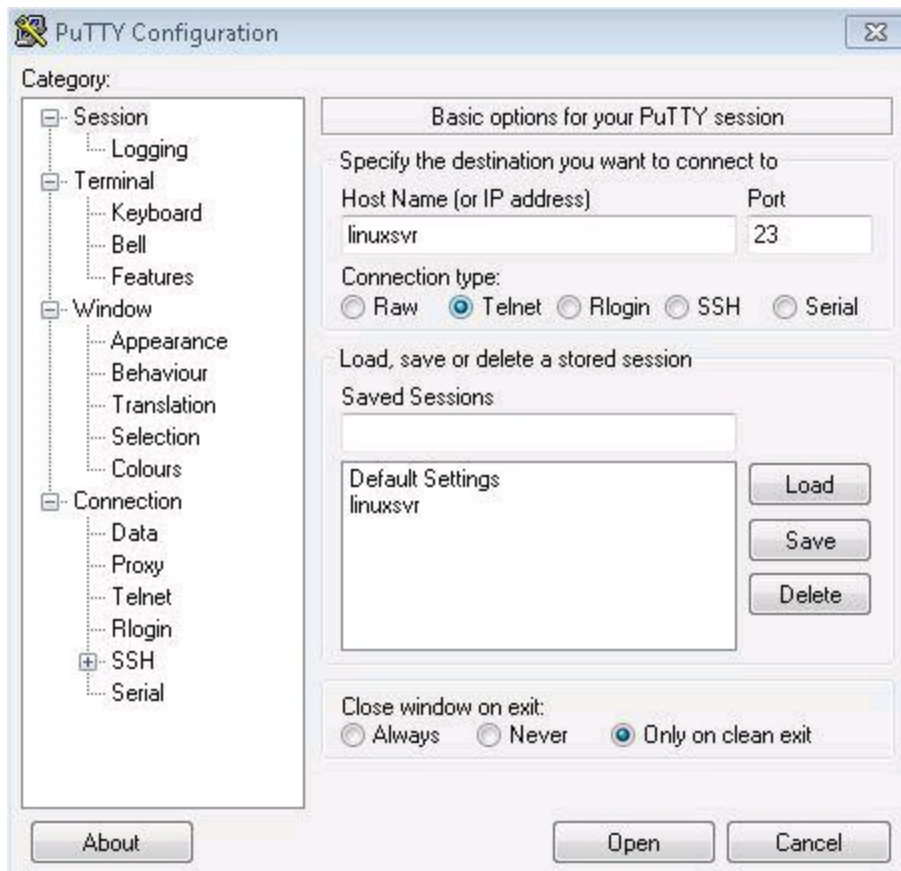 PuTTY Configuration
Category:
Session
Logging
Terminal
Keyboard
Bell
Features
Window
Appearance
Behaviour
Translation
Selection
Colours
Connection
Data
Proxy
Telnet
Rlogin
SSH
Serial
Basic options for your PuTTY session
Specify the destination you want to connect to
Host Name (or IP address) Port
linuxsvr 23
Connection type:
Raw Telnet Rlogin SSH Serial
Load, save or delete a stored session
Saved Sessions
Default Settings
linuxsvr
Load
Save
Delete
Close window on exit:
Always Never Only on clean exit
About Open Cancel